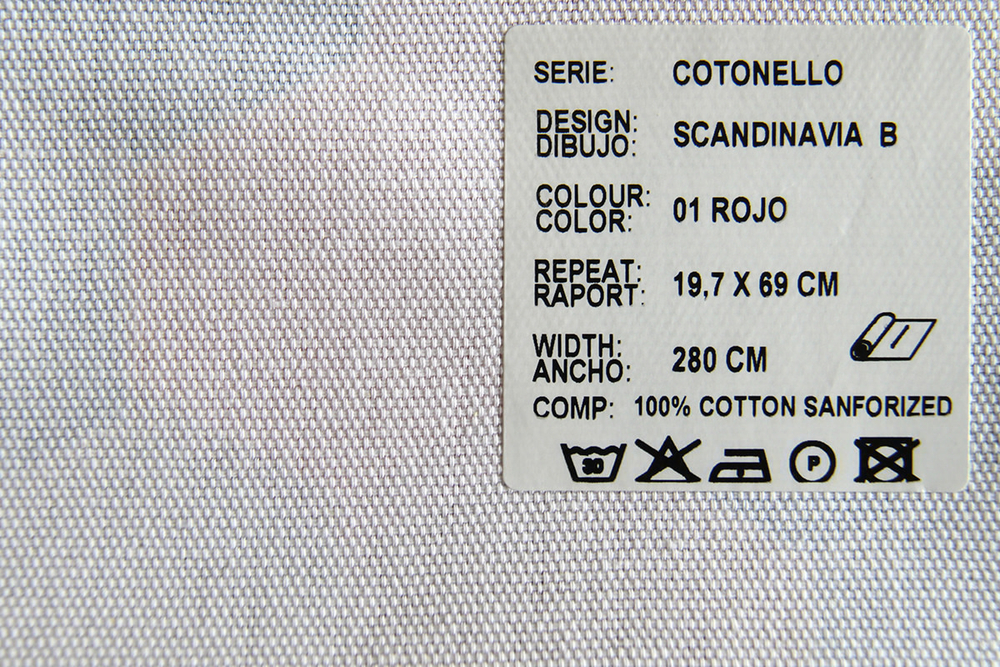 SERIE: COTONELLO
DESIGN:
DIBUJO: SCANDINAVIA B
COLOUR:
COLOR: 01 ROJO
REPEAT:
RAPORT: 19,7 X 69 CM
WIDTH:
ANCHO: 280 CM
COMP: 100% COTTON SANFORIZED
30 P